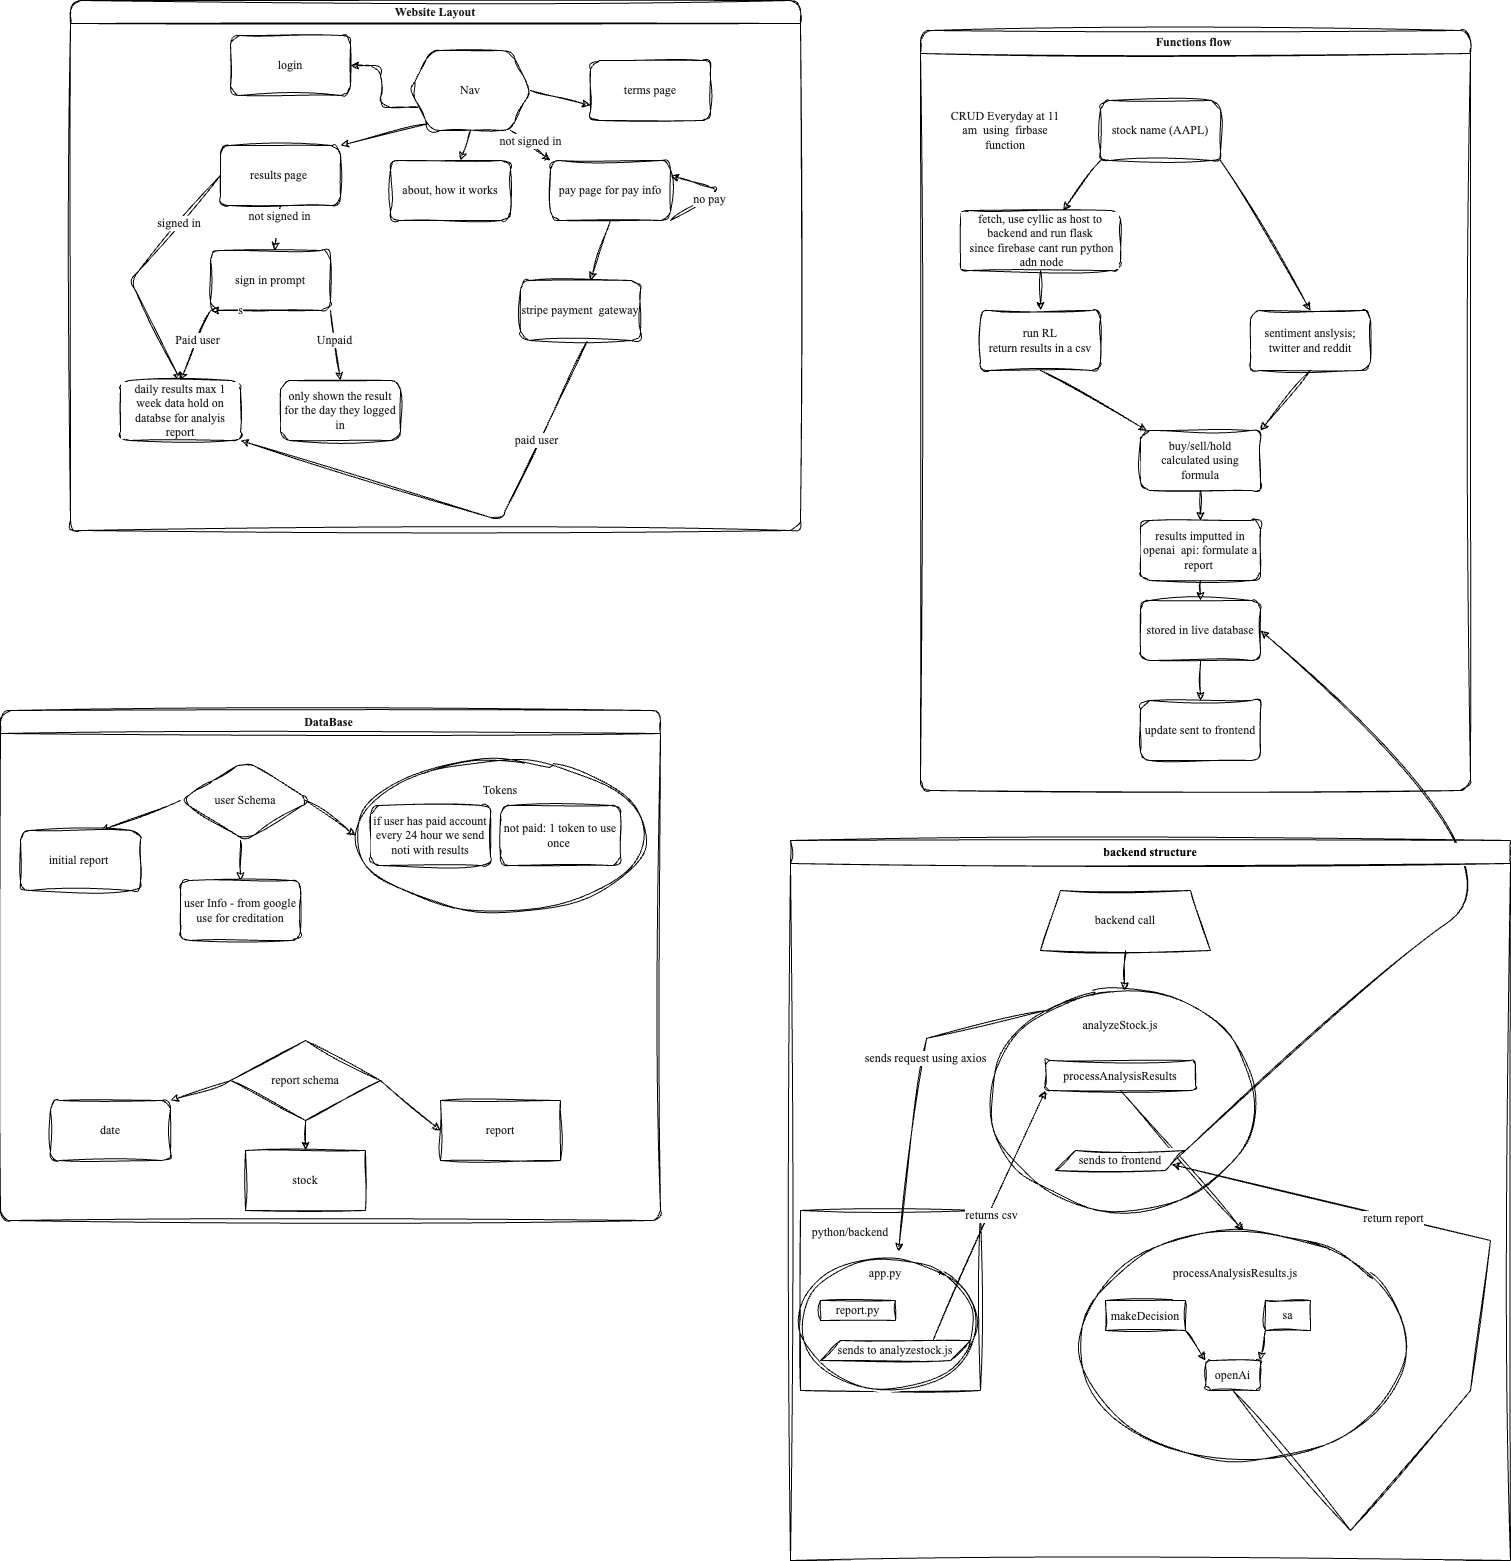 Website Layout
login
Nav
terms page
not signed in
results page
about, how it works
pay page for pay info
no pay
signed in
not signed in
sign in prompt
s
stripe payment gateway
Paid user
Unpaid
daily results max 1
week data hold on
databse for analyis
report
only shown the result
for the day they logged
in
paid user
Functions flow
CRUD Everyday at 11
am using firbase
function
stock name (AAPL)
fetch, use cyllic as host to
backend and run flask
since firebase cant run python
adn node
run RL
return results in a csv
sentiment anslysis;
twitter and reddit
buy/sell/hold
calculated using
formula
results imputted in
openai api: formulate a
report
stored in live database
update sent to frontend
DataBase
user Schema
Tokens
if user has paid account
every 24 hour we send
noti with results
not paid: 1 token to use
once
initial report
user Info - from google
use for creditation
report schema
date
report
stock
backend structure
backend call
analyzeStock.js
sends request using axios
processAnalysisResults
sends to frontend
returns csv
return report
python/backend
app.py
report.py
sends to analyzestock.js
processAnalysisResults.js
makeDecision
sa
openAi